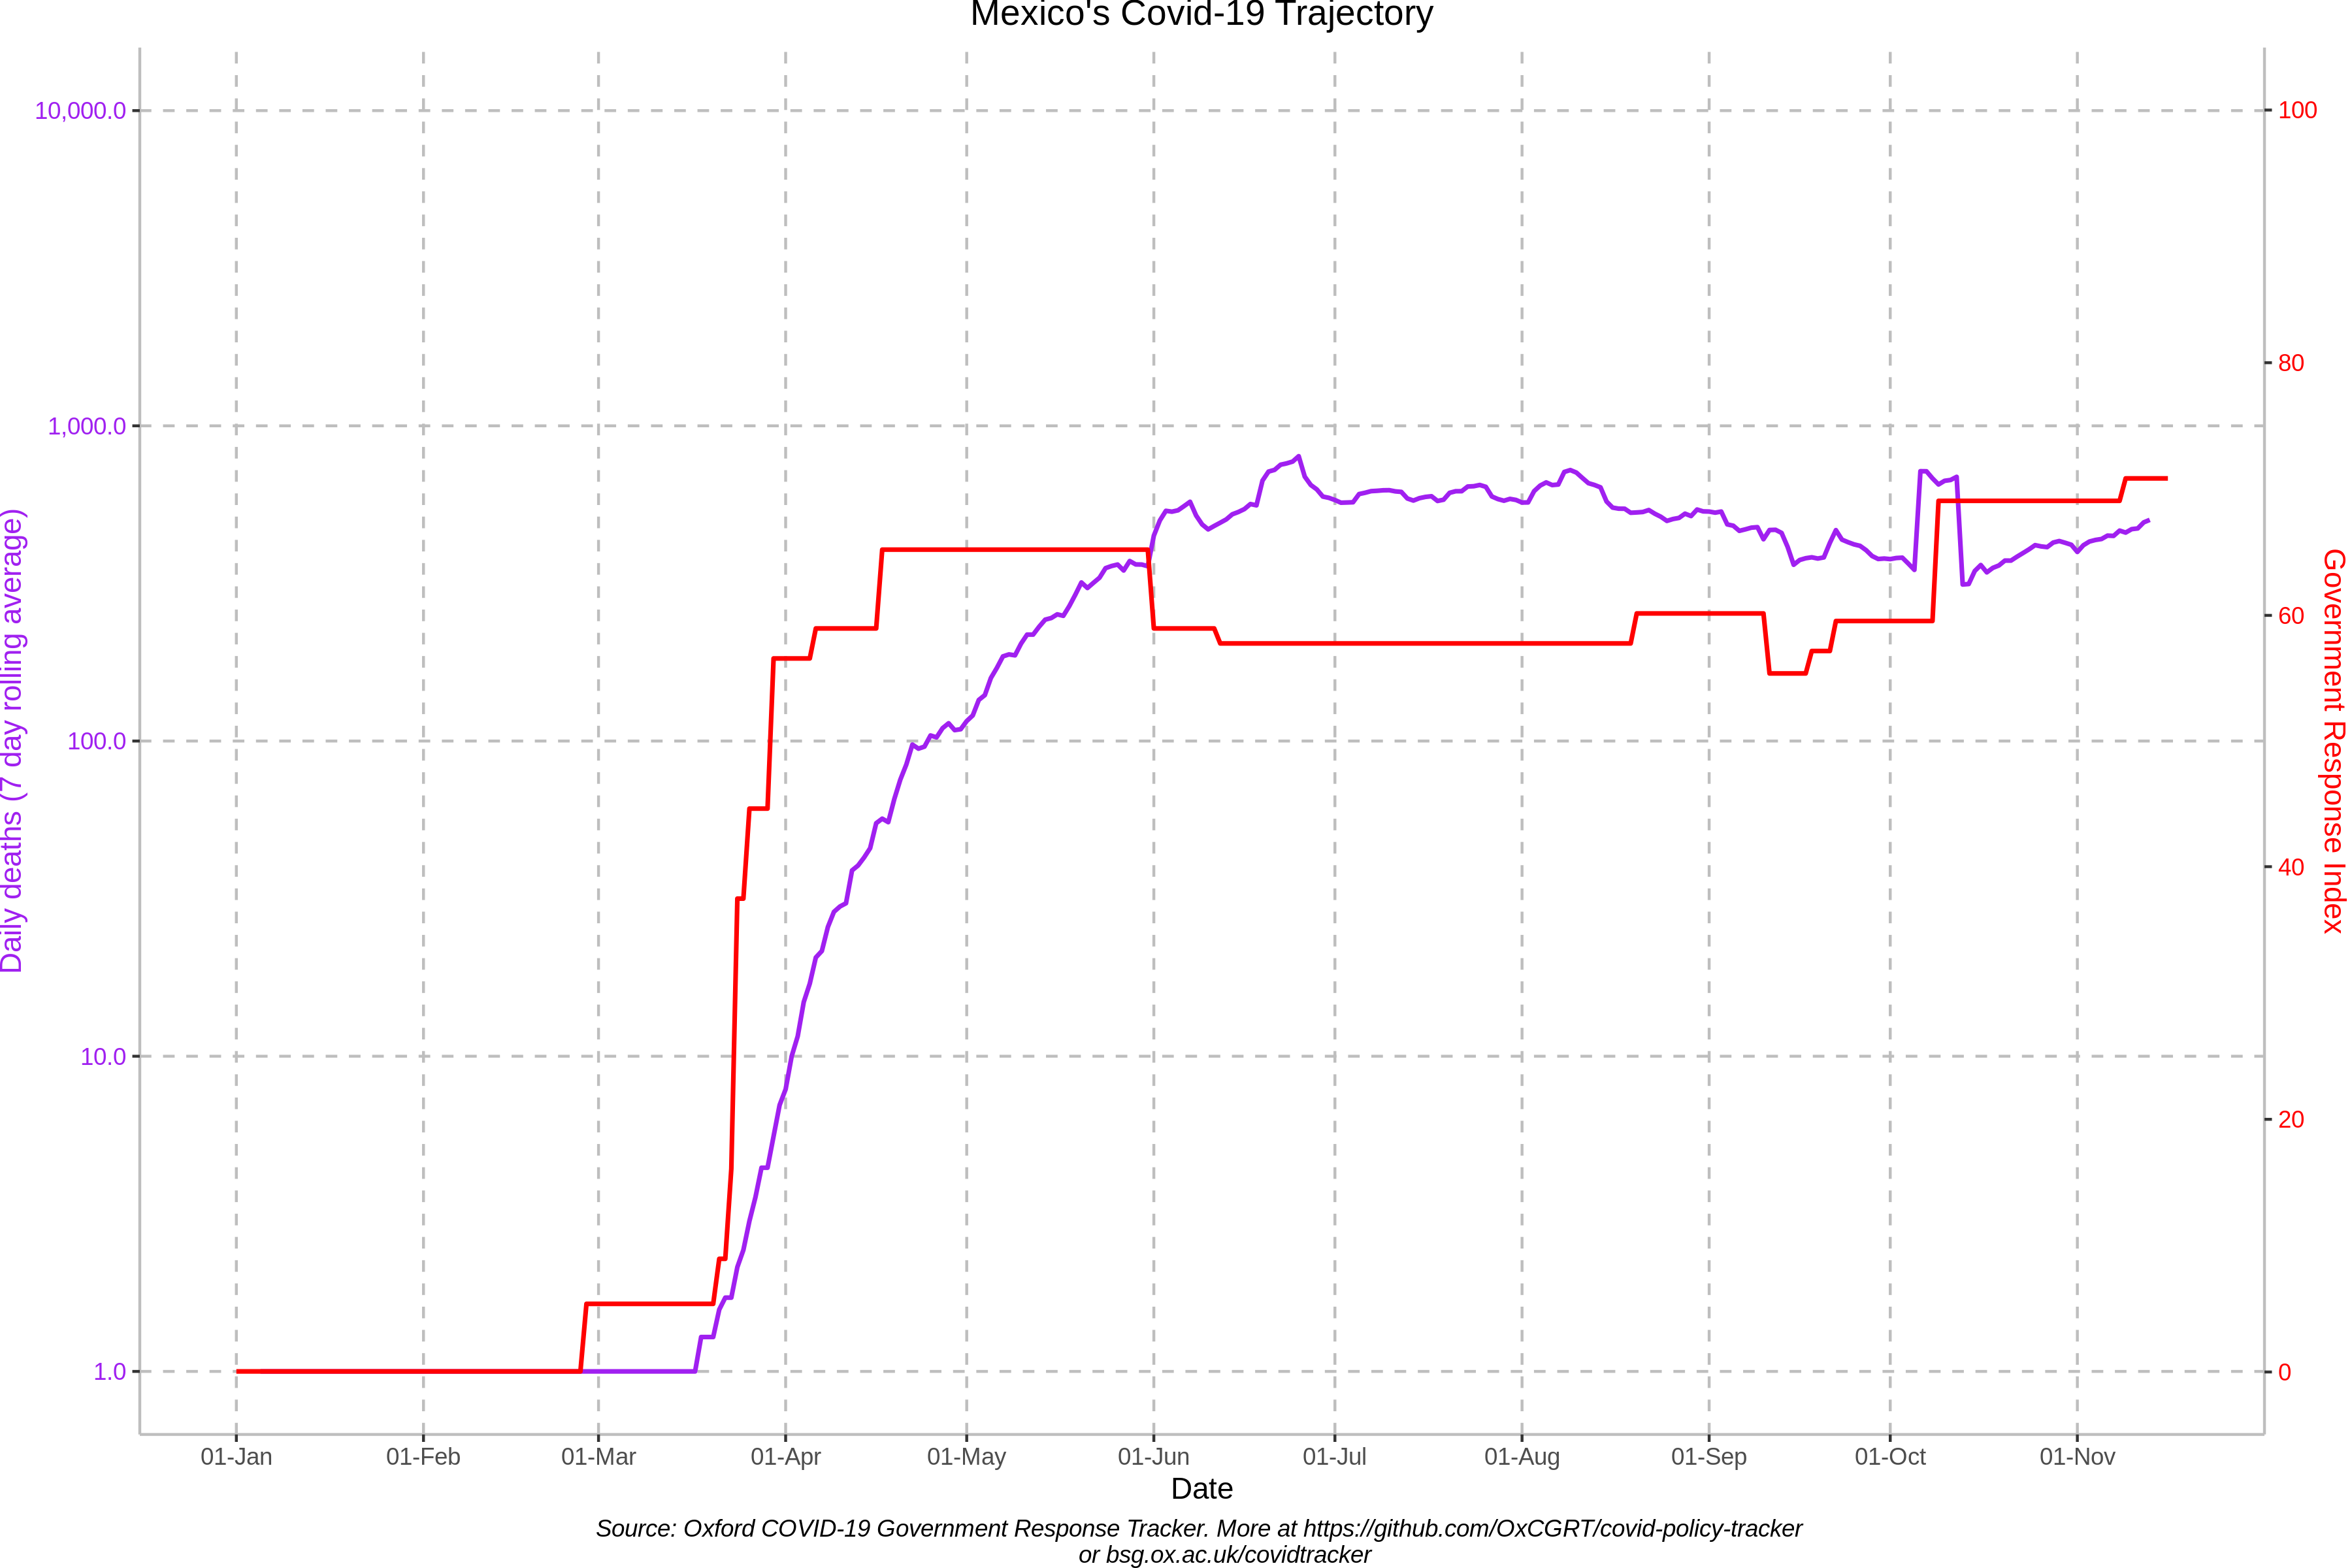 Mexico's Covid-19 Trajectory
10,000.0
1,000.0
100.0
10.0
1.0
Daily deaths (7 day rolling average)
100
80
60
40
20
0
Government Response Index
01-Jan
01-Feb
01-Mar
01-Apr
01-May
01-Jun
01-Jul
01-Aug
01-Sep
01-Oct
01-Nov
Date
Source: Oxford COVID-19 Government Response Tracker. More at https://github.com/OxCGRT/covid-policy-tracker
or bsg.ox.ac.uk/covidtracker